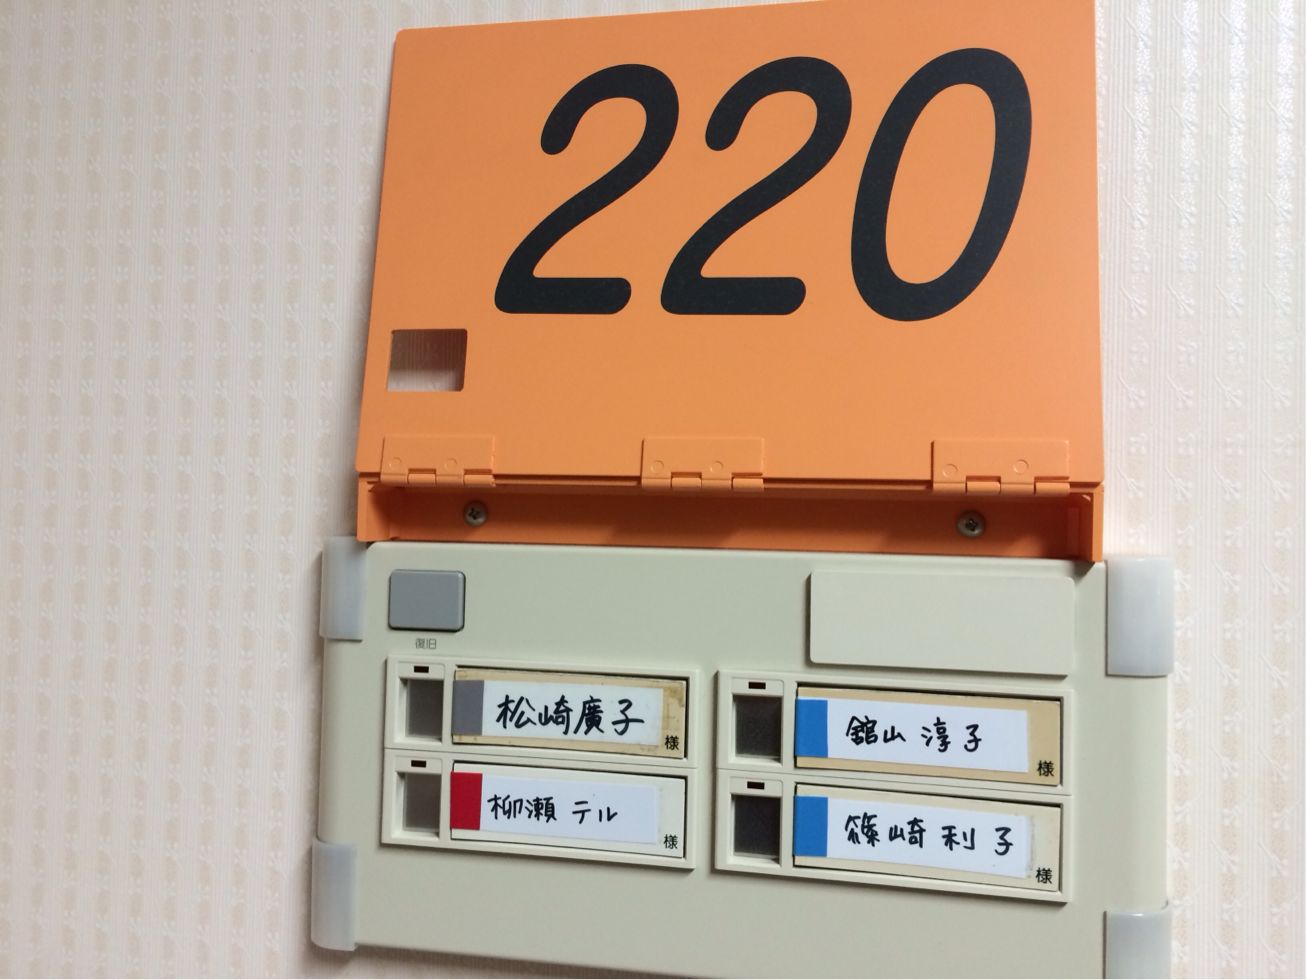 220
復旧
松崎廣子 様
舘山 淳子 様
柳瀬 テル 様
篠崎利子 様